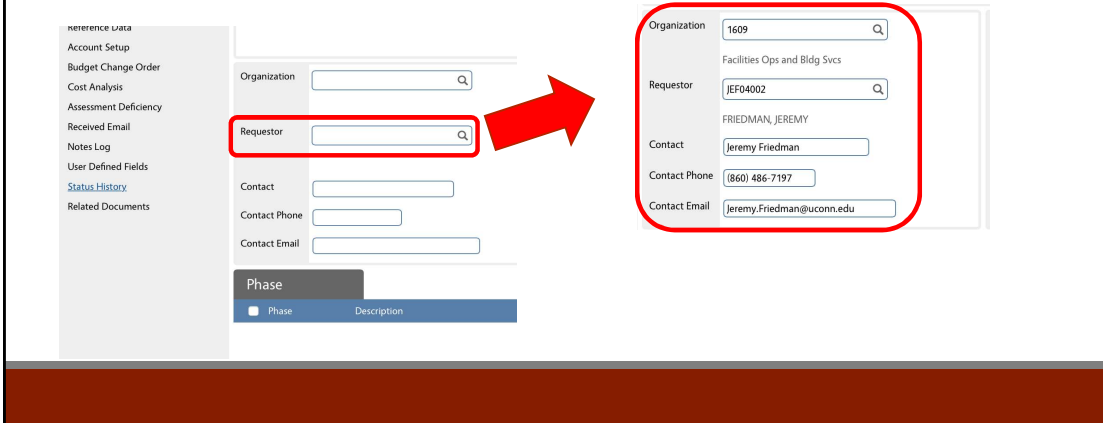 Reference Data
Account Setup
Budget Change Order
Cost Analysis
Assessment Deficiency
Received Email
Notes Log
User Defined Fields
Status History
Related Documents
Organization
Requestor
Contact
Contact Phone
Contact Email
Phase
Phase Description
Organization 1609
Facilities Ops and Bldg Svcs
Requestor JEF04002
FRIEDMAN, JEREMY
Contact Jeremy Friedman
Contact Phone (860) 486-7197
Contact Email Jeremy.Friedman@uconn.edu